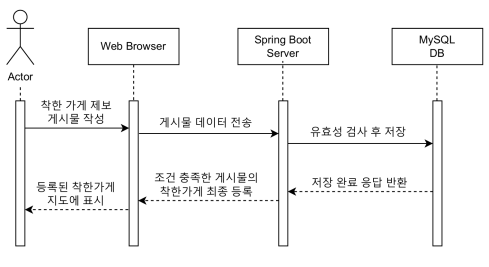 Actor
Web Browser
Spring Boot
Server
MySQL
DB
착한 가게 제보
게시물 작성
게시물 데이터 전송
유효성 검사 후 저장
저장 완료 응답 반환
조건 충족한 게시물의
착한가게 최종 등록
등록된 착한가게
지도에 표시